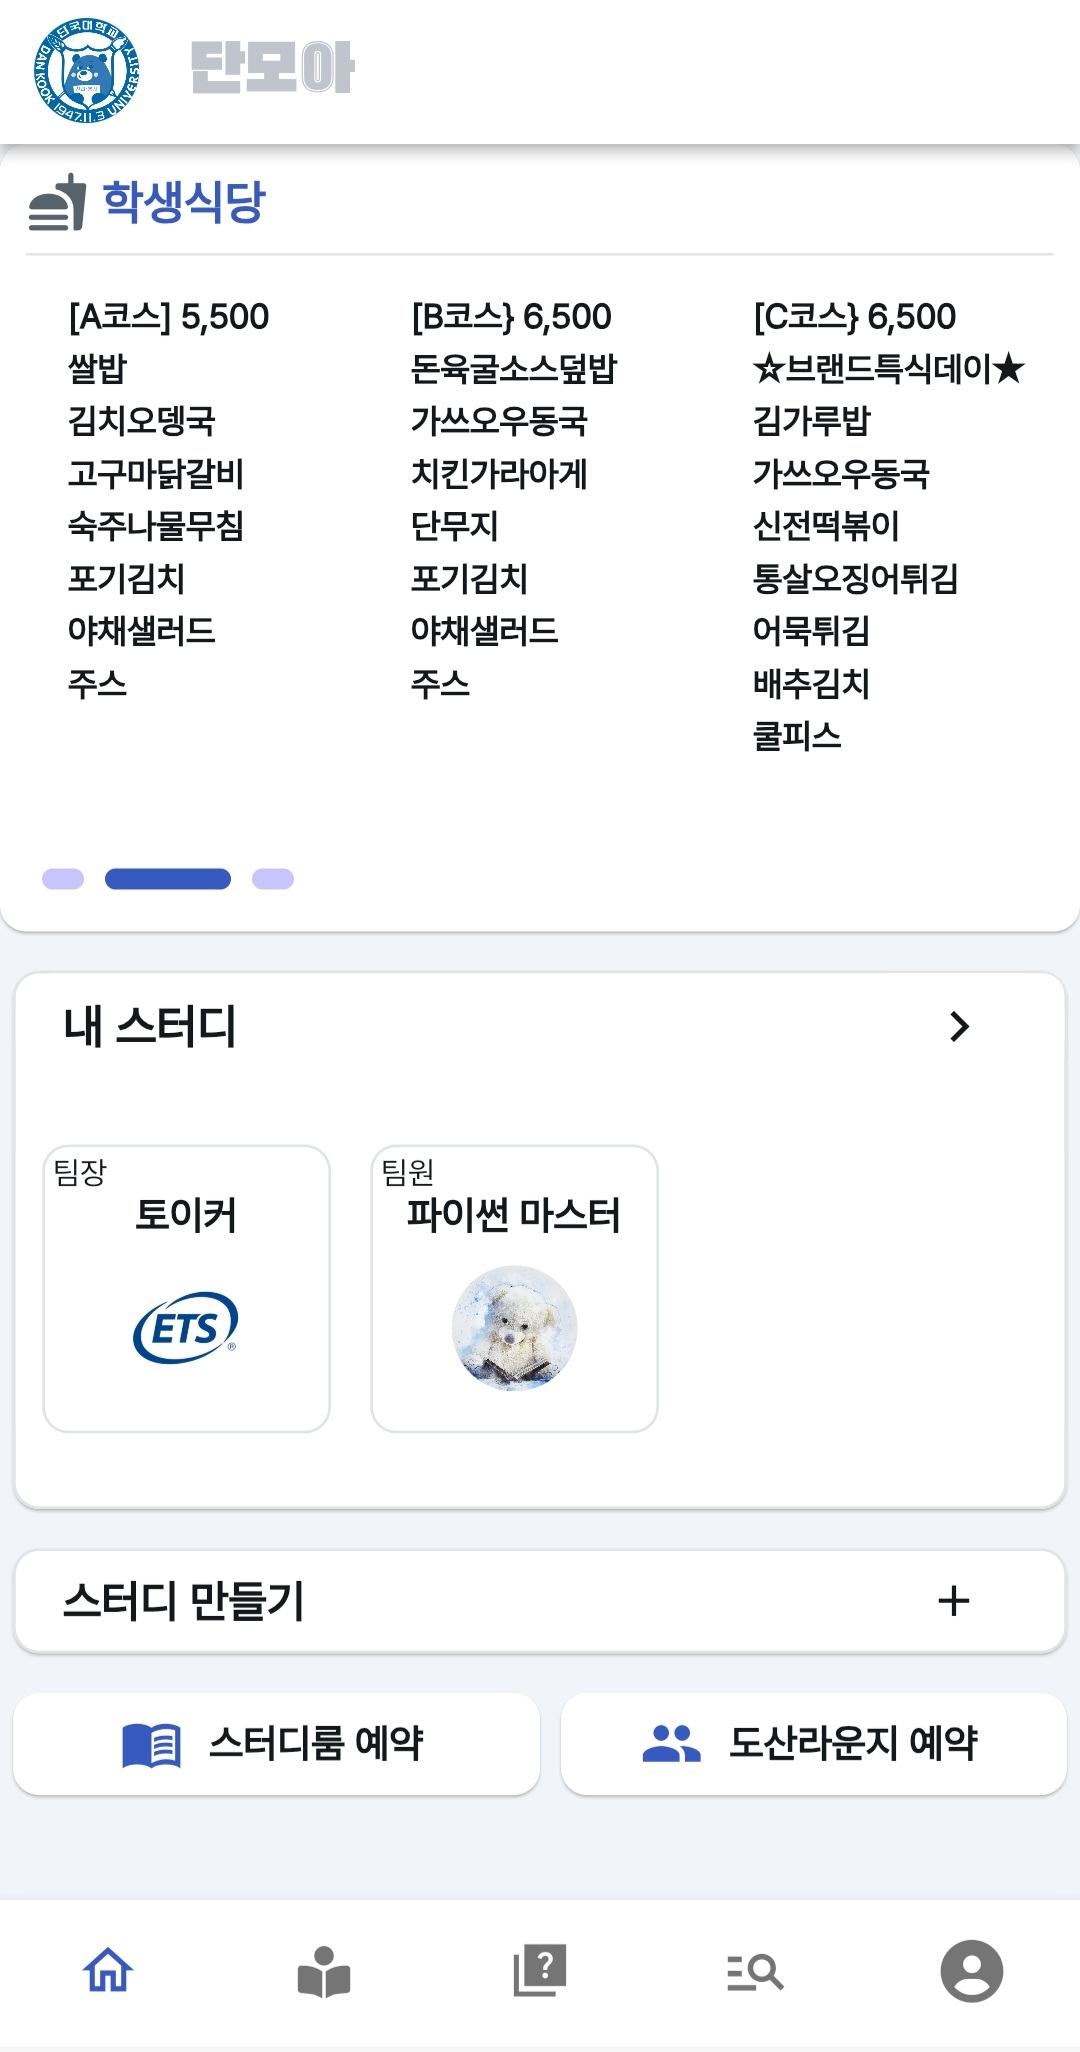 단국대학교
DANKOOK 1947.11.3 UNIVERSITY
단모아
학생식당
[A코스] 5,500
쌀밥
김치오뎅국
고구마닭갈비
숙주나물무침
포기김치
야채샐러드
주스
[B코스} 6,500
돈육굴소스덮밥
가쓰오우동국
치킨가라아게
단무지
포기김치
야채샐러드
주스
[C코스} 6,500
☆브랜드특식데이★
김가루밥
가쓰오우동국
신전떡볶이
통살오징어튀김
어묵튀김
배추김치
쿨피스
내 스터디
팀장
토이커
ETS®
팀원
파이썬 마스터
스터디 만들기
스터디룸 예약
도산라운지 예약
?